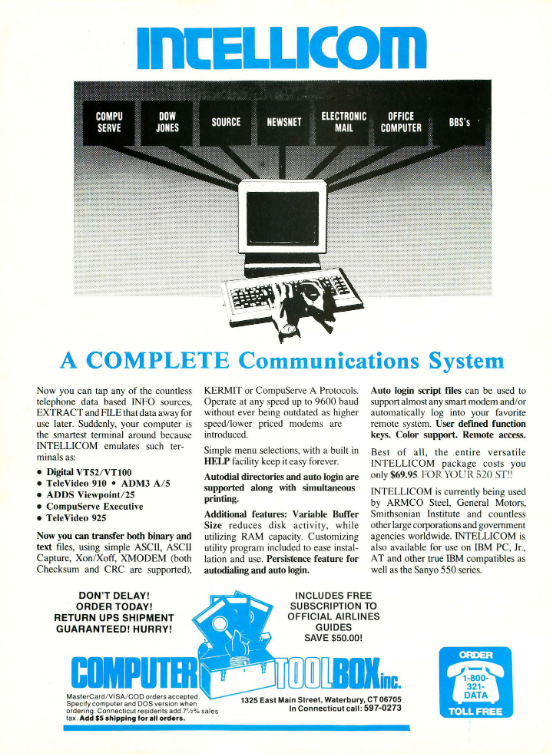 INTELLICOM
COMPU
SERVE
DOW
JONES
SOURCE
NEWSNET
ELECTRONIC
MAIL
OFFICE
COMPUTER
BBS's
A COMPLETE Communications System
Now you can tap any of the countless
telephone data based INFO sources,
EXTRACT and FILE that data away for
use later. Suddenly, your computer is
the smartest terminal around because
INTELLICOM emulates such ter-
minals as:
• Digital VT52/VT100
• TeleVideo 910 • ADM3 A/5
• ADDS Viewpoint/25
• CompuServe Executive
• TeleVideo 925
Now you can transfer both binary and
text files, using simple ASCII, ASCII
Capture, Xon/Xoff, XMODEM (both
Checksum and CRC are supported),
KERMIT or CompuServe A Protocols.
Operate at any speed up to 9600 baud
without ever being outdated as higher
speed/lower priced modems are
introduced.
Simple menu selections, with a built in
HELP facility keep it easy forever.
Autodial directories and auto login are
supported along with simultaneous
printing.
Additional features: Variable Buffer
Size reduces disk activity, while
utilizing RAM capacity. Customizing
utility program included to ease instal-
lation and use. Persistence feature for
autodialing and auto login.
Auto login script files can be used to
support almost any smart modem and/or
automatically log into your favorite
remote system. User defined function
keys. Color support. Remote access.
Best of all, the entire versatile
INTELLICOM package costs you
only $69.95. FOR YOUR 520 ST!!
INTELLICOM is currently being used
by ARMCO Steel, General Motors,
Smithsonian Institute and countless
other large corporations and government
agencies worldwide. INTELLICOM is
also available for use on IBM PC, Jr.,
AT and other true IBM compatibles as
well as the Sanyo 550 series.
DON'T DELAY!
ORDER TODAY!
RETURN UPS SHIPMENT
GUARANTEED! HURRY!
INCLUDES FREE
SUBSCRIPTION TO
OFFICIAL AIRLINES
GUIDES
SAVE $50.00!
COMPUTER TOOLBOX inc.
MasterCard/VISA/COD orders accepted.
Specify computer and DOS version when
ordering. Connecticut residents add 7½% sales
tax. Add $5 shipping for all orders.
1325 East Main Street, Waterbury, CT 06705
In Connecticut call: 597-0273
ORDER
1-800-
321-
DATA
TOLL FREE